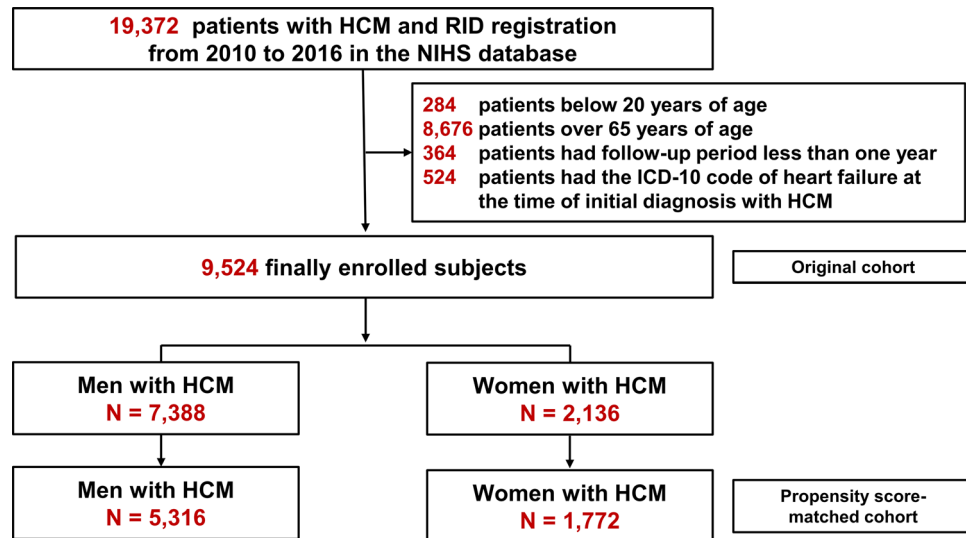 19,372 patients with HCM and RID registration
from 2010 to 2016 in the NIHS database
284 patients below 20 years of age
8,676 patients over 65 years of age
364 patients had follow-up period less than one year
524 patients had the ICD-10 code of heart failure at
the time of initial diagnosis with HCM
9,524 finally enrolled subjects
Original cohort
Men with HCM
N = 7,388
Women with HCM
N = 2,136
Men with HCM
N = 5,316
Women with HCM
N = 1,772
Propensity score-
matched cohort